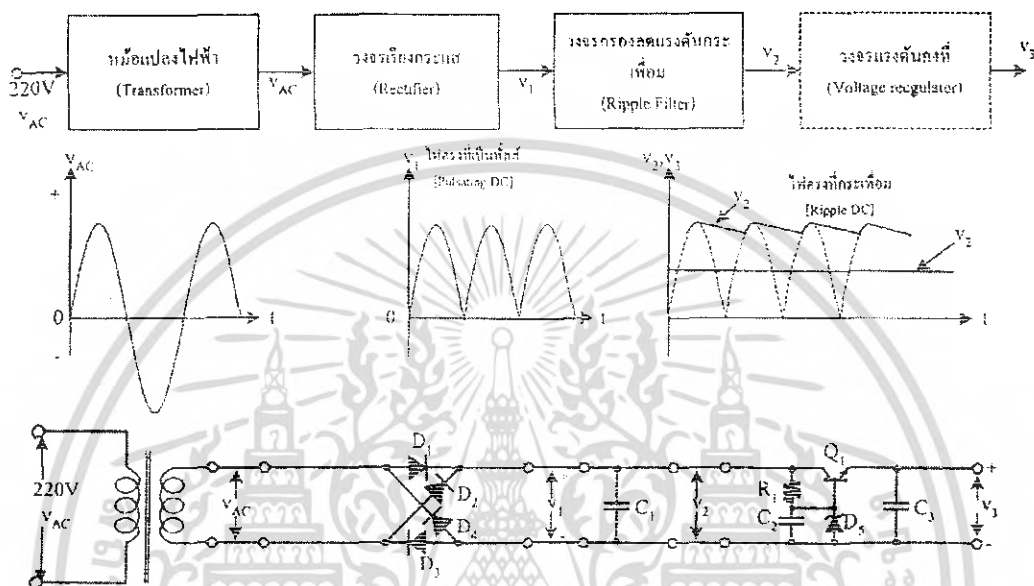 หม้อแปลงไฟฟ้า
(Transformer)
วงจรเรียงกระแส
(Rectifier)
วงจรกรองลดแรงดันกระ
เพื่อม
(Ripple Filter)
วงจรแรงดันคงที่
(Voltage recgulator)
220V
V_AC
V_AC
V_1
V_2
V_3
V_AC
+
0
-
t
V_1
ไฟตรงที่เป็นพัลส์
[Pulsating DC]
0
t
V_2,V_3
ไฟตรงที่กระเพื่อม
[Ripple DC]
V_2
V_2
t
220V
V_AC
V_AC
D_1
D_2
D_4
D_3
V_1
C_1
V_2
R_1
C_2
Q_1
D_5
C_3
+
V_3
-